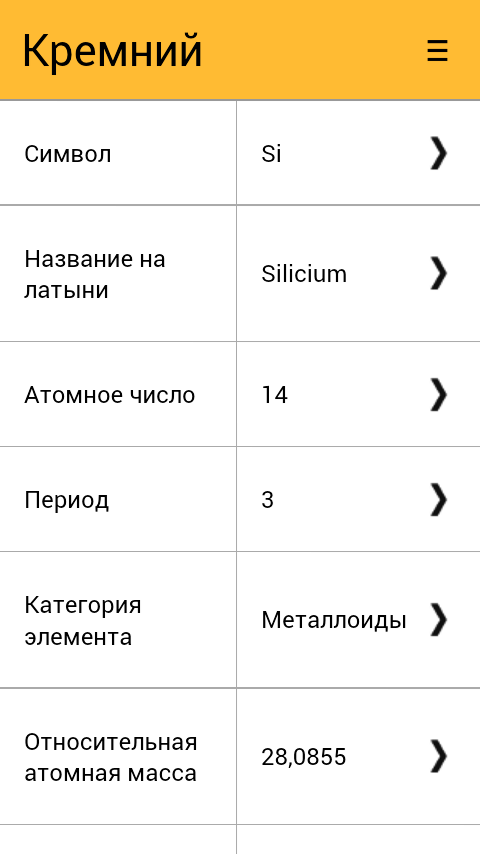 Кремний
Символ
Si
Название на
латыни
Silicium
Атомное число
14
Период
3
Категория
элемента
Металлоиды
Относительная
атомная масса
28,0855